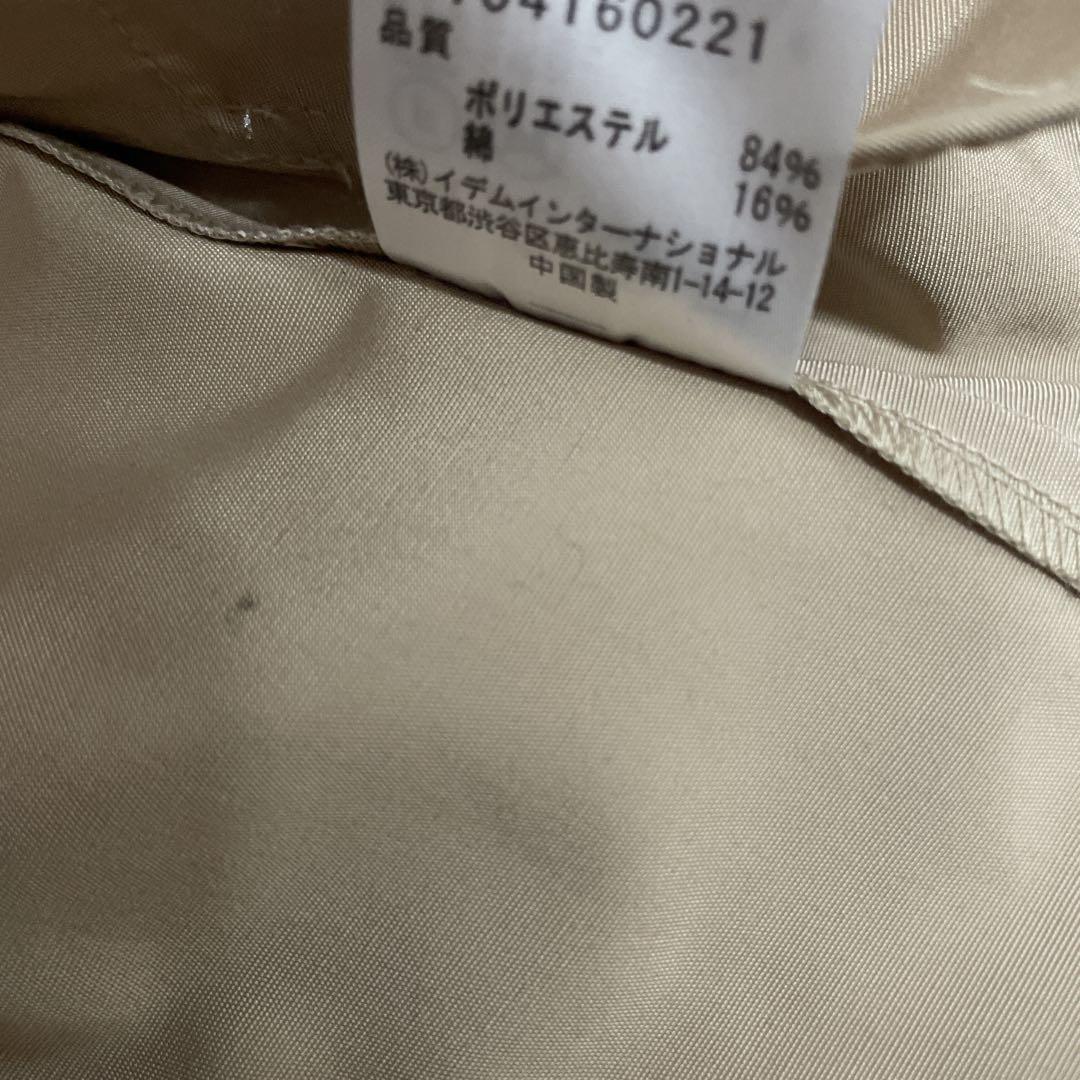 04160221
品質
ポリエステル 84%
綿 16%
(株)イデムインターナショナル
東京都渋谷区恵比寿南1-14-12
中国製